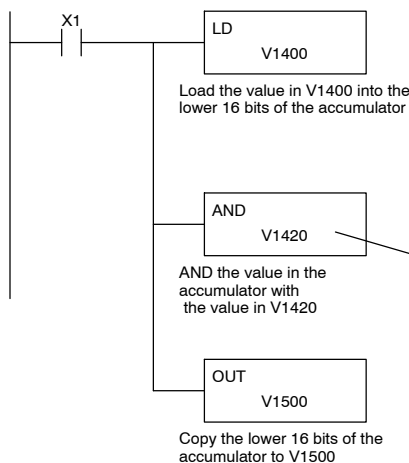 X1
LD
V1400
Load the value in V1400 into the
lower 16 bits of the accumulator
AND
V1420
AND the value in the
accumulator with
the value in V1420
OUT
V1500
Copy the lower 16 bits of the
accumulator to V1500